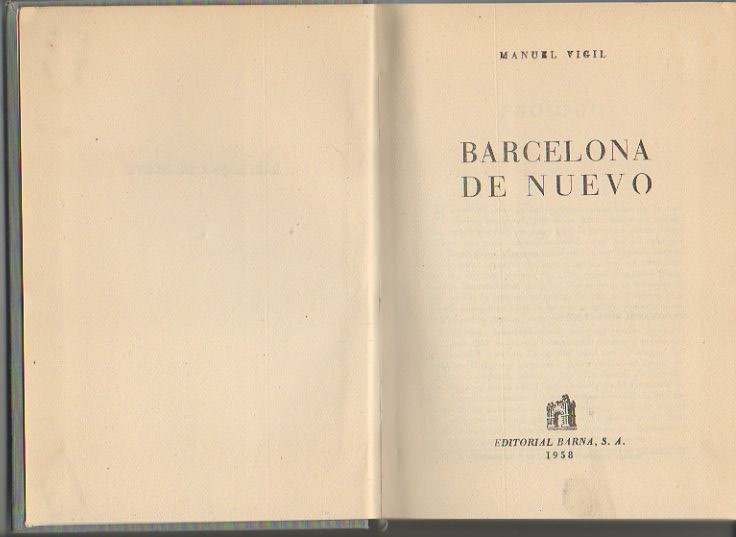 MANUEL VIGIL
BARCELONA
DE NUEVO
EDITORIAL BARNA, S. A.
1958